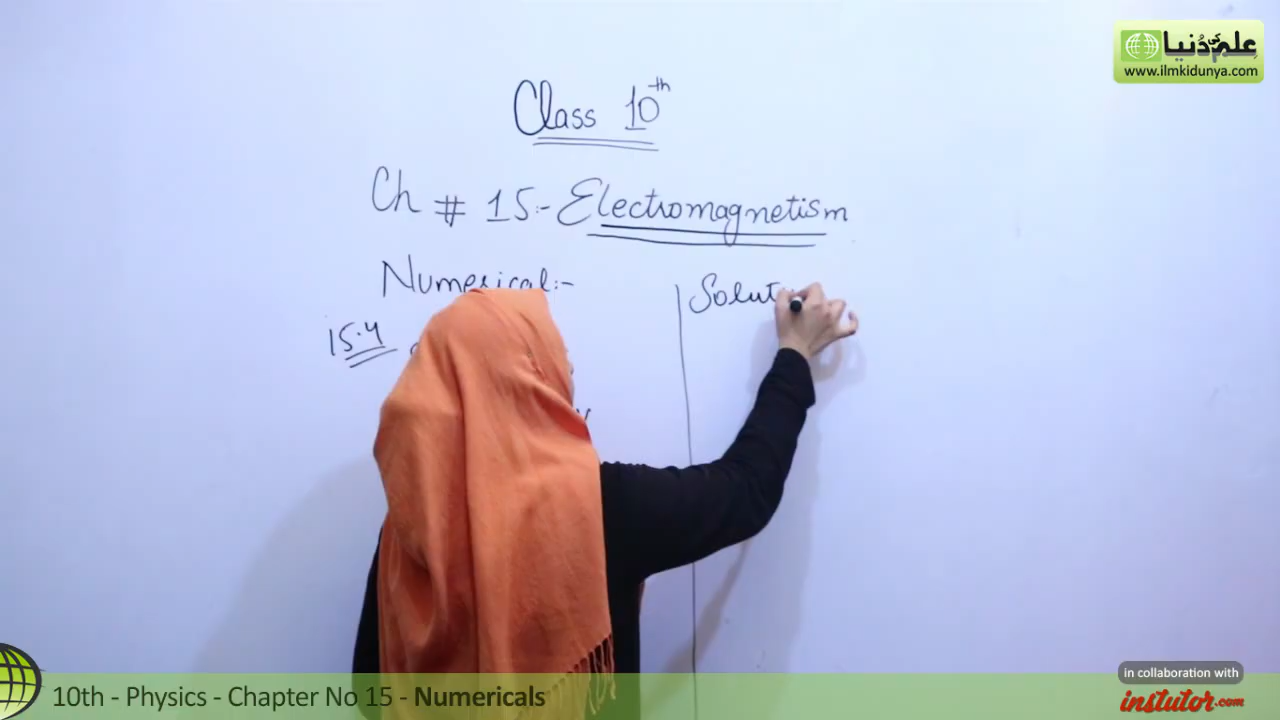 علم کی دُنیا
www.ilmkidunya.com
Class 10th
Ch # 15:- Electromagnetism
Numerical:-
Solut
15.4
in collaboration with
instutor.com
10th - Physics - Chapter No 15 - Numericals